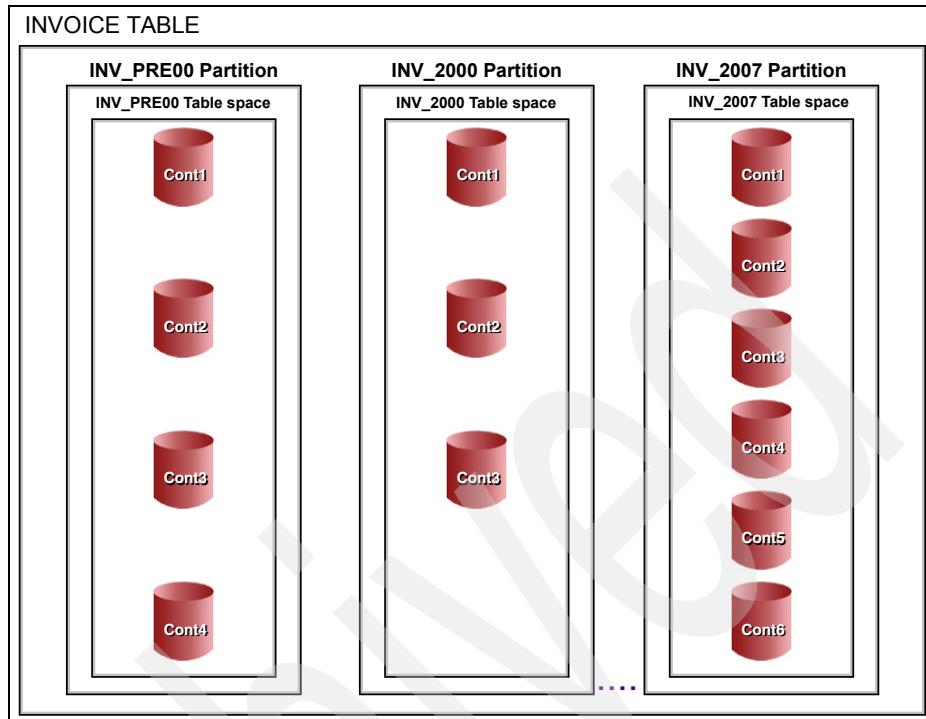 INVOICE TABLE
INV_PRE00 Partition
INV_PRE00 Table space
Cont1
Cont2
Cont3
Cont4
INV_2000 Partition
INV_2000 Table space
Cont1
Cont2
Cont3
....
INV_2007 Partition
INV_2007 Table space
Cont1
Cont2
Cont3
Cont4
Cont5
Cont6
hived